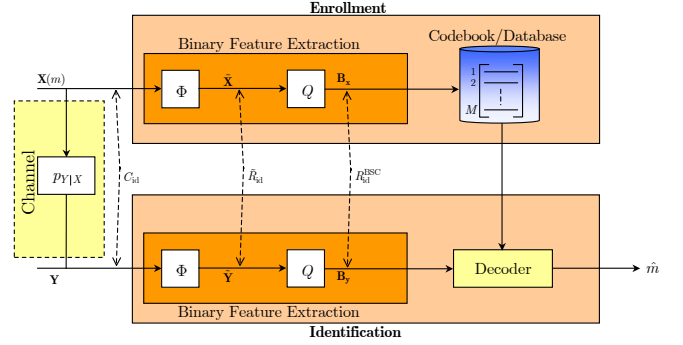 Enrollment
Binary Feature Extraction
Codebook/Database
X(m)
Φ
X̃
Q
B_x
1
2
M
Channel
p_{Y|X}
C_id
R̃_id
R_id^BSC
Y
Φ
Ỹ
Q
B_y
Decoder
m̂
Binary Feature Extraction
Identification